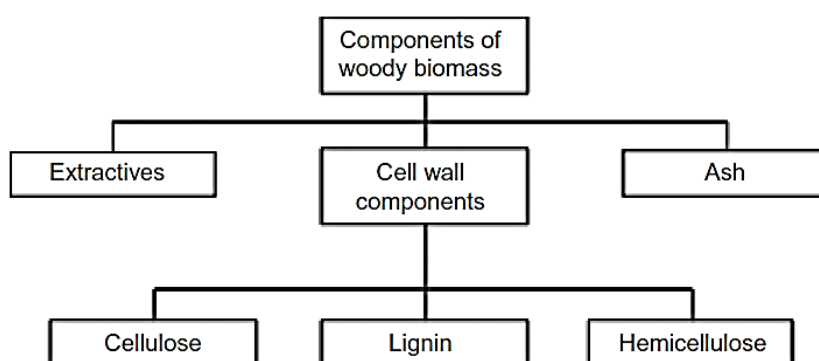 Components of
woody biomass
Extractives
Cell wall
components
Ash
Cellulose
Lignin
Hemicellulose